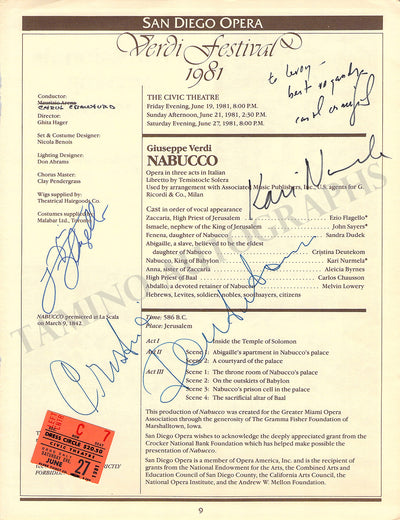 SAN DIEGO OPERA
Verdi Festival
1981
to Leroy -
best regards
Conductor:
Maurizio Arena
CAROL CRAWFORD
Director:
Ghita Hager
Set & Costume Designer:
Nicola Benois
Lighting Designer:
Don Abrams
Chorus Master:
Clay Pendergrass
Wigs supplied by:
Theatrical Hairgoods Co.
Costumes supplied by:
Malabar Ltd., Toronto
NABUCCO premiered at La Scala
on March 9, 1842.
THE CIVIC THEATRE
Friday Evening, June 19, 1981, 8:00 P.M.
Sunday Afternoon, June 21, 1981, 2:30 P.M.
Saturday Evening, June 27, 1981, 8:00 P.M.
Giuseppe Verdi
NABUCCO
Opera in three acts in Italian
Libretto by Temistocle Solera
Used by arrangement with Associated Music Publishers, Inc., U.S. agents for G.
Ricordi & Co., Milan
Kari Nurmela
Cast in order of vocal appearance
Zaccaria, High Priest of Jerusalem Ezio Flagello*
Ismaele, nephew of the King of Jerusalem John Sayers*
Fenena, daughter of Nabucco Sandra Dudek
Abigaille, a slave, believed to be the eldest
daughter of Nabucco Cristina Deutekom
Nabucco, King of Babylon Kari Nurmela*
Anna, sister of Zaccaria Aleicia Byrnes
High Priest of Baal Carlos Chausson
Abdallo, a devoted retainer of Nabucco Melvin Lowery
Hebrews, Levites, soldiers, nobles, soothsayers, citizens
Cristina
Deutekom
Time: 586 B.C.
Place: Jerusalem
Act I Inside the Temple of Solomon
Act II Scene 1: Abigaille's apartment in Nabucco's palace
Scene 2: A courtyard of the palace
Act III Scene 1: The throne room of Nabucco's palace
Scene 2: On the outskirts of Babylon
Scene 3: Nabucco's prison cell in the palace
Scene 4: The sacrificial altar of Baal
This production of Nabucco was created for the Greater Miami Opera
Association through the generosity of The Gramma Fisher Foundation of
Marshalltown, Iowa.
San Diego Opera wishes to acknowledge the deeply appreciated grant from the
Crocker National Bank Foundation which has helped make possible the
presentation of Nabucco.
San Diego Opera is a member of Opera America, Inc. and is the recipient of
grants from the National Endowment for the Arts, the Combined Arts and
Education Council of San Diego County, the California Arts Council, the
National Opera Institute, and the Andrew W. Mellon Foundation.
C 7
DRESS CIRCLE $20.50
CIVIC THEATRE
JUNE 27
STRICTLY
FORBIDDEN
TAMINO AUTOGRAPHS
9